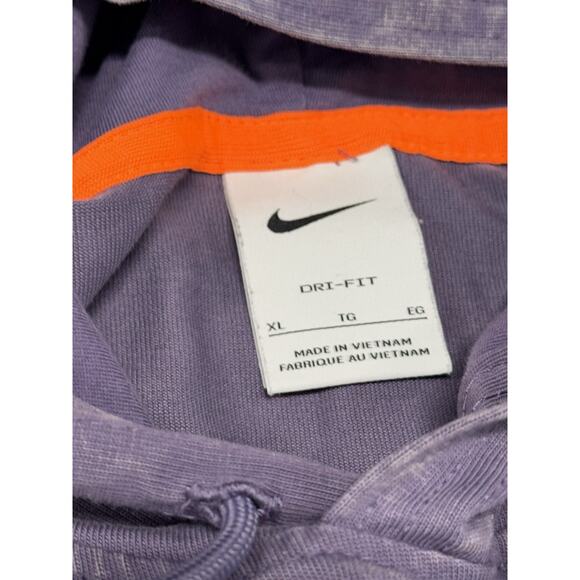 DRI-FIT
XL TG EG
MADE IN VIETNAM
FABRIQUE AU VIETNAM